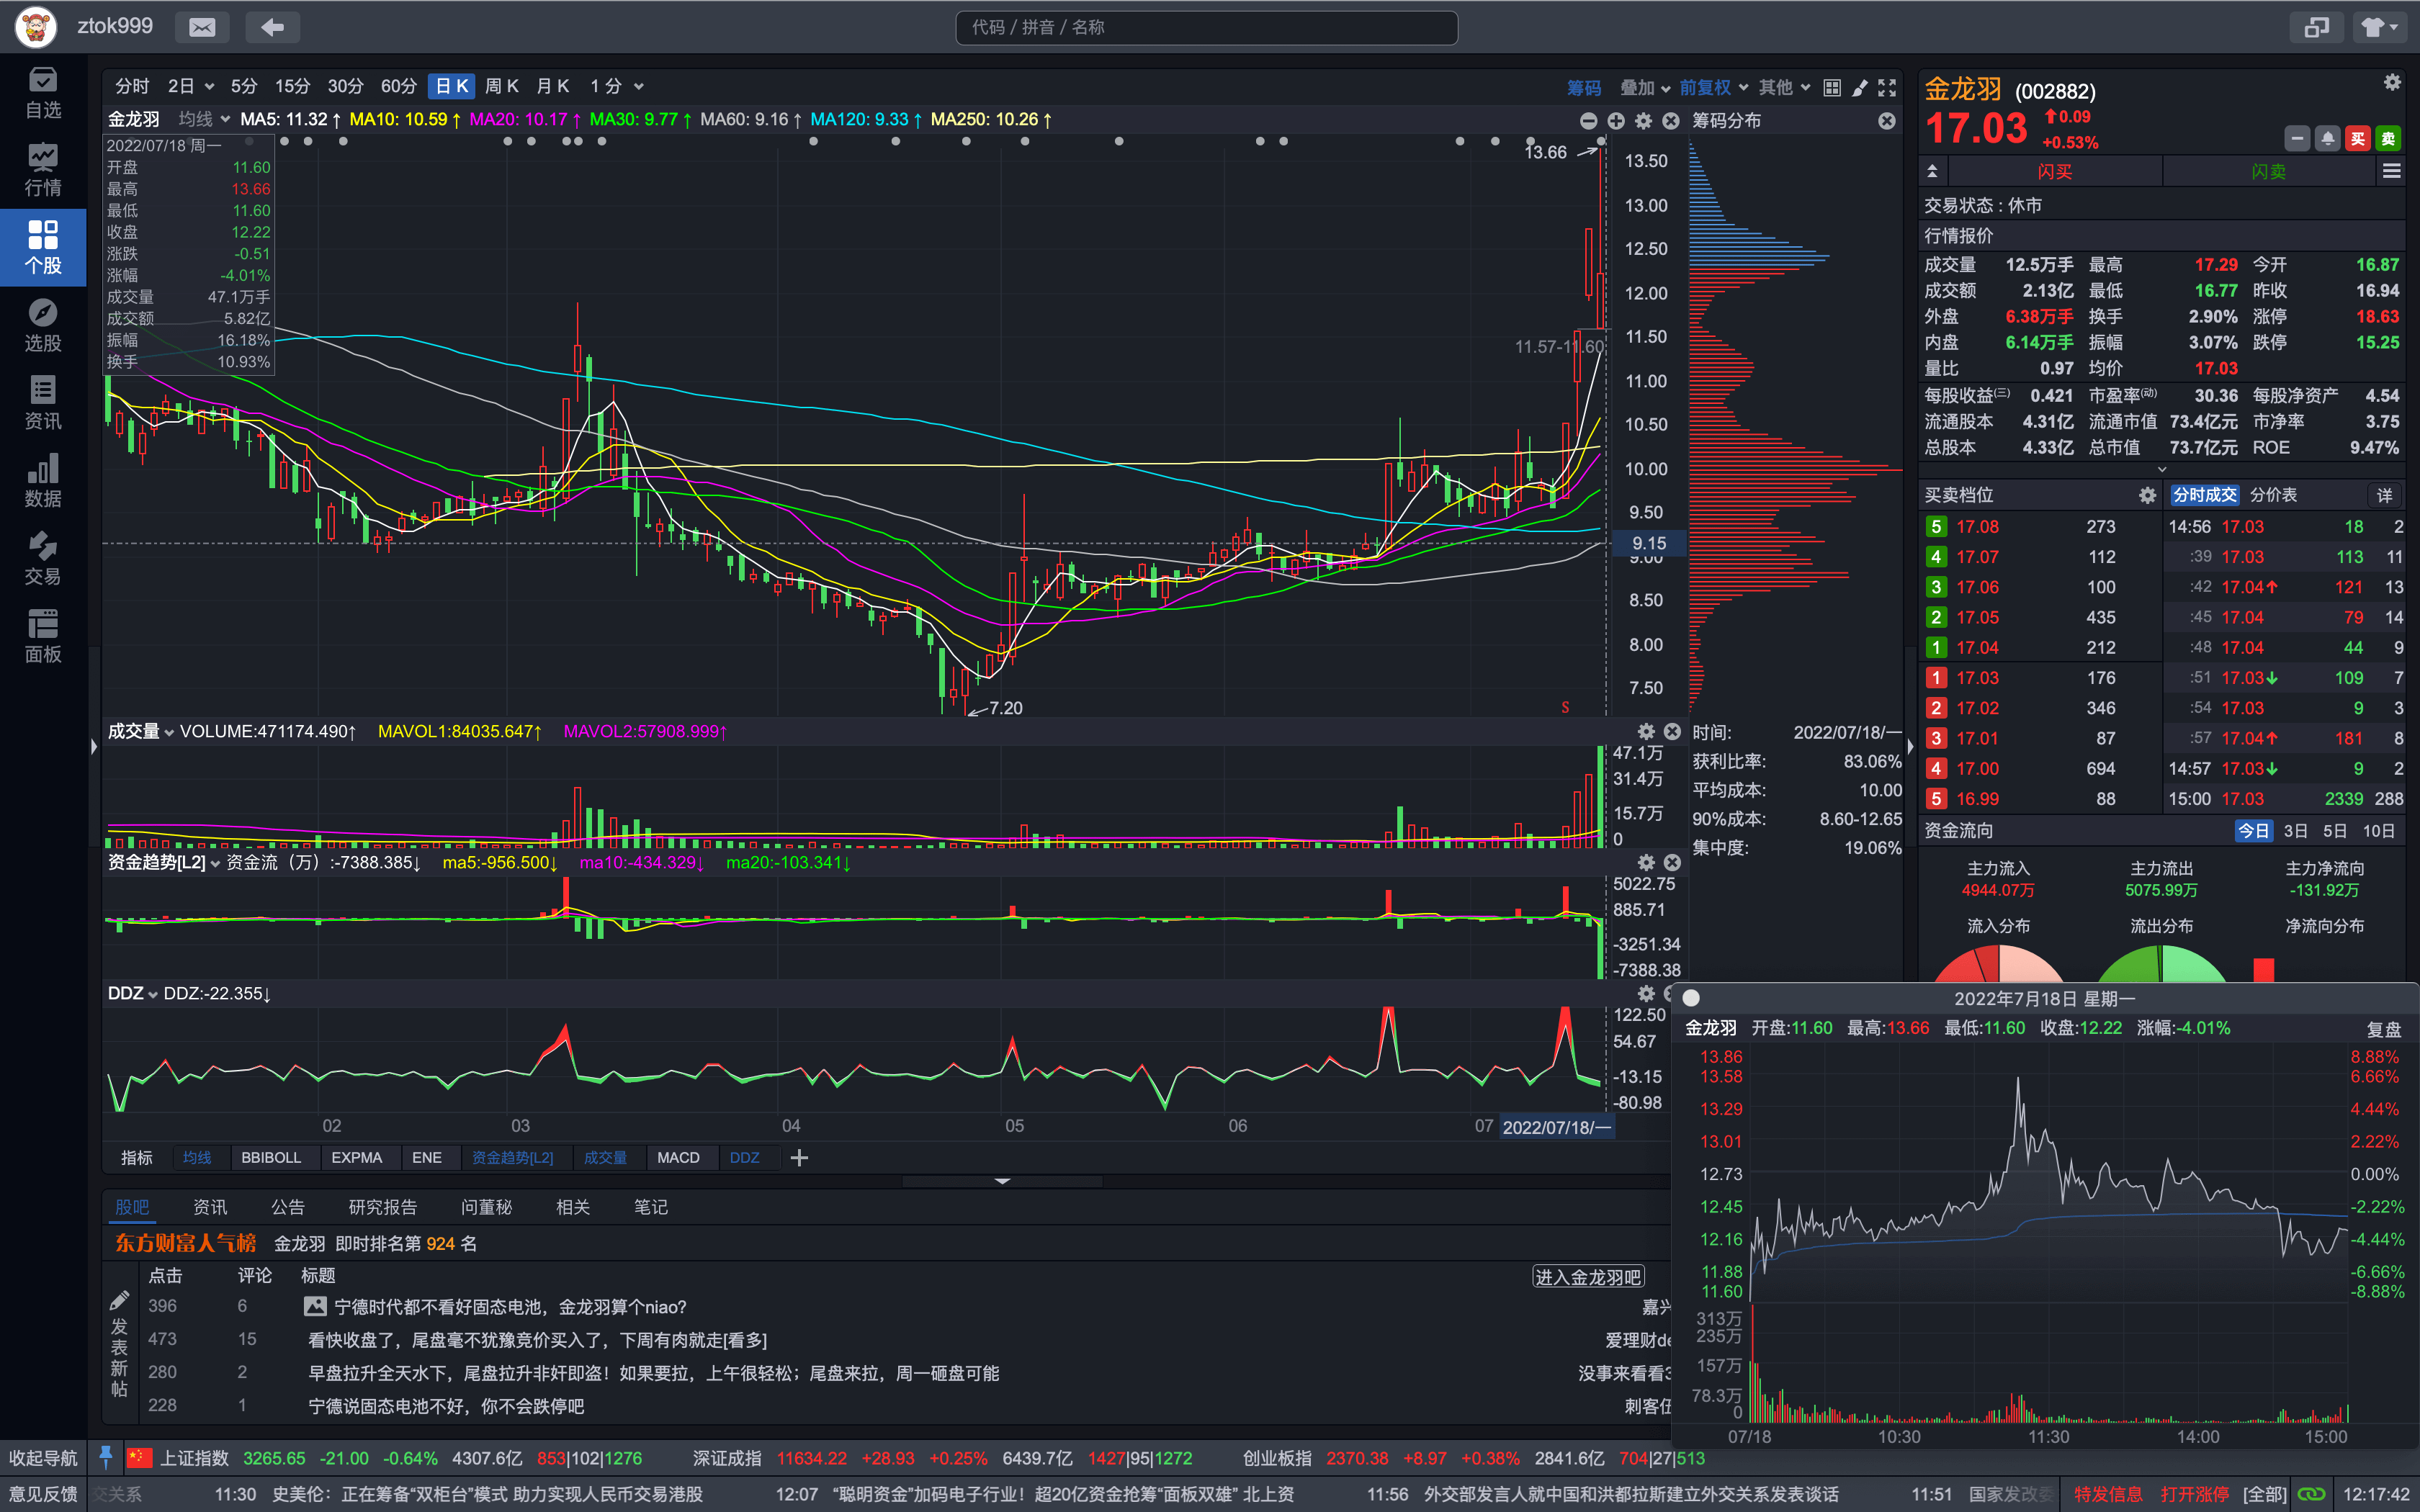 ztok999
代码 / 拼音 / 名称
自选
行情
个股
选股
资讯
数据
交易
面板
分时 2日 5分 15分 30分 60分 日K 周K 月K 1分
筹码 叠加 前复权 其他
金龙羽 均线 MA5: 11.32↑ MA10: 10.59↑ MA20: 10.17↑ MA30: 9.77↑ MA60: 9.16↑ MA120: 9.33↑ MA250: 10.26↑
2022/07/18 周一
开盘 11.60
最高 13.66
最低 11.60
收盘 12.22
涨跌 -0.51
涨幅 -4.01%
成交量 47.1万手
成交额 5.82亿
振幅 16.18%
换手 10.93%
13.66
11.57-11.60
7.20
S
13.50
13.00
12.50
12.00
11.50
11.00
10.50
10.00
9.50
9.15
9.00
8.50
8.00
7.50
筹码分布
时间: 2022/07/18/一
获利比率: 83.06%
平均成本: 10.00
90%成本: 8.60-12.65
集中度: 19.06%
成交量 VOLUME:471174.490↑ MAVOL1:84035.647↑ MAVOL2:57908.999↑
47.1万
31.4万
15.7万
0
资金趋势[L2] 资金流（万）:-7388.385↓ ma5:-956.500↓ ma10:-434.329↓ ma20:-103.341↓
5022.75
885.71
-3251.34
-7388.38
DDZ DDZ:-22.355↓
122.50
54.67
-13.15
-80.98
02 03 04 05 06 07 2022/07/18/一
指标 均线 BBIBOLL EXPMA ENE 资金趋势[L2] 成交量 MACD DDZ
股吧 资讯 公告 研究报告 问董秘 相关 笔记
东方财富人气榜 金龙羽 即时排名第 924 名
点击 评论 标题 进入金龙羽吧
发表新帖
396 6 宁德时代都不看好固态电池，金龙羽算个niao? 嘉兴
473 15 看快收盘了，尾盘毫不犹豫竞价买入了，下周有肉就走[看多] 爱理财de
280 2 早盘拉升全天水下，尾盘拉升非奸即盗！如果要拉，上午很轻松；尾盘来拉，周一砸盘可能 没事来看看3
228 1 宁德说固态电池不好，你不会跌停吧 刺客伍
金龙羽 (002882)
17.03 0.09
+0.53%
买 卖
闪买 闪卖
交易状态 : 休市
行情报价
成交量 12.5万手 最高 17.29 今开 16.87
成交额 2.13亿 最低 16.77 昨收 16.94
外盘 6.38万手 换手 2.90% 涨停 18.63
内盘 6.14万手 振幅 3.07% 跌停 15.25
量比 0.97 均价 17.03
每股收益(三) 0.421 市盈率(动) 30.36 每股净资产 4.54
流通股本 4.31亿 流通市值 73.4亿元 市净率 3.75
总股本 4.33亿 总市值 73.7亿元 ROE 9.47%
买卖档位 分时成交 分价表 详
5 17.08 273 14:56 17.03 18 2
4 17.07 112 :39 17.03 113 11
3 17.06 100 :42 17.04↑ 121 13
2 17.05 435 :45 17.04 79 14
1 17.04 212 :48 17.04 44 9
1 17.03 176 :51 17.03↓ 109 7
2 17.02 346 :54 17.03 9 3
3 17.01 87 :57 17.04↑ 181 8
4 17.00 694 14:57 17.03↓ 9 2
5 16.99 88 15:00 17.03 2339 288
资金流向 今日 3日 5日 10日
主力流入 主力流出 主力净流向
4944.07万 5075.99万 -131.92万
流入分布 流出分布 净流向分布
2022年7月18日 星期一
金龙羽 开盘:11.60 最高:13.66 最低:11.60 收盘:12.22 涨幅:-4.01% 复盘
13.86 8.88%
13.58 6.66%
13.29 4.44%
13.01 2.22%
12.73 0.00%
12.45 -2.22%
12.16 -4.44%
11.88 -6.66%
11.60 -8.88%
313万
235万
157万
78.3万
0
07/18 10:30 11:30 14:00 15:00
收起导航 上证指数 3265.65 -21.00 -0.64% 4307.6亿 853|102|1276 深证成指 11634.22 +28.93 +0.25% 6439.7亿 1427|95|1272 创业板指 2370.38 +8.97 +0.38% 2841.6亿 704|27|513
意见反馈 交关系 11:30 史美伦：正在筹备“双柜台”模式 助力实现人民币交易港股 12:07 “聪明资金”加码电子行业！超20亿资金抢筹“面板双雄” 北上资 11:56 外交部发言人就中国和洪都拉斯建立外交关系发表谈话 11:51 国家发改委 特发信息 打开涨停 [全部] 12:17:42